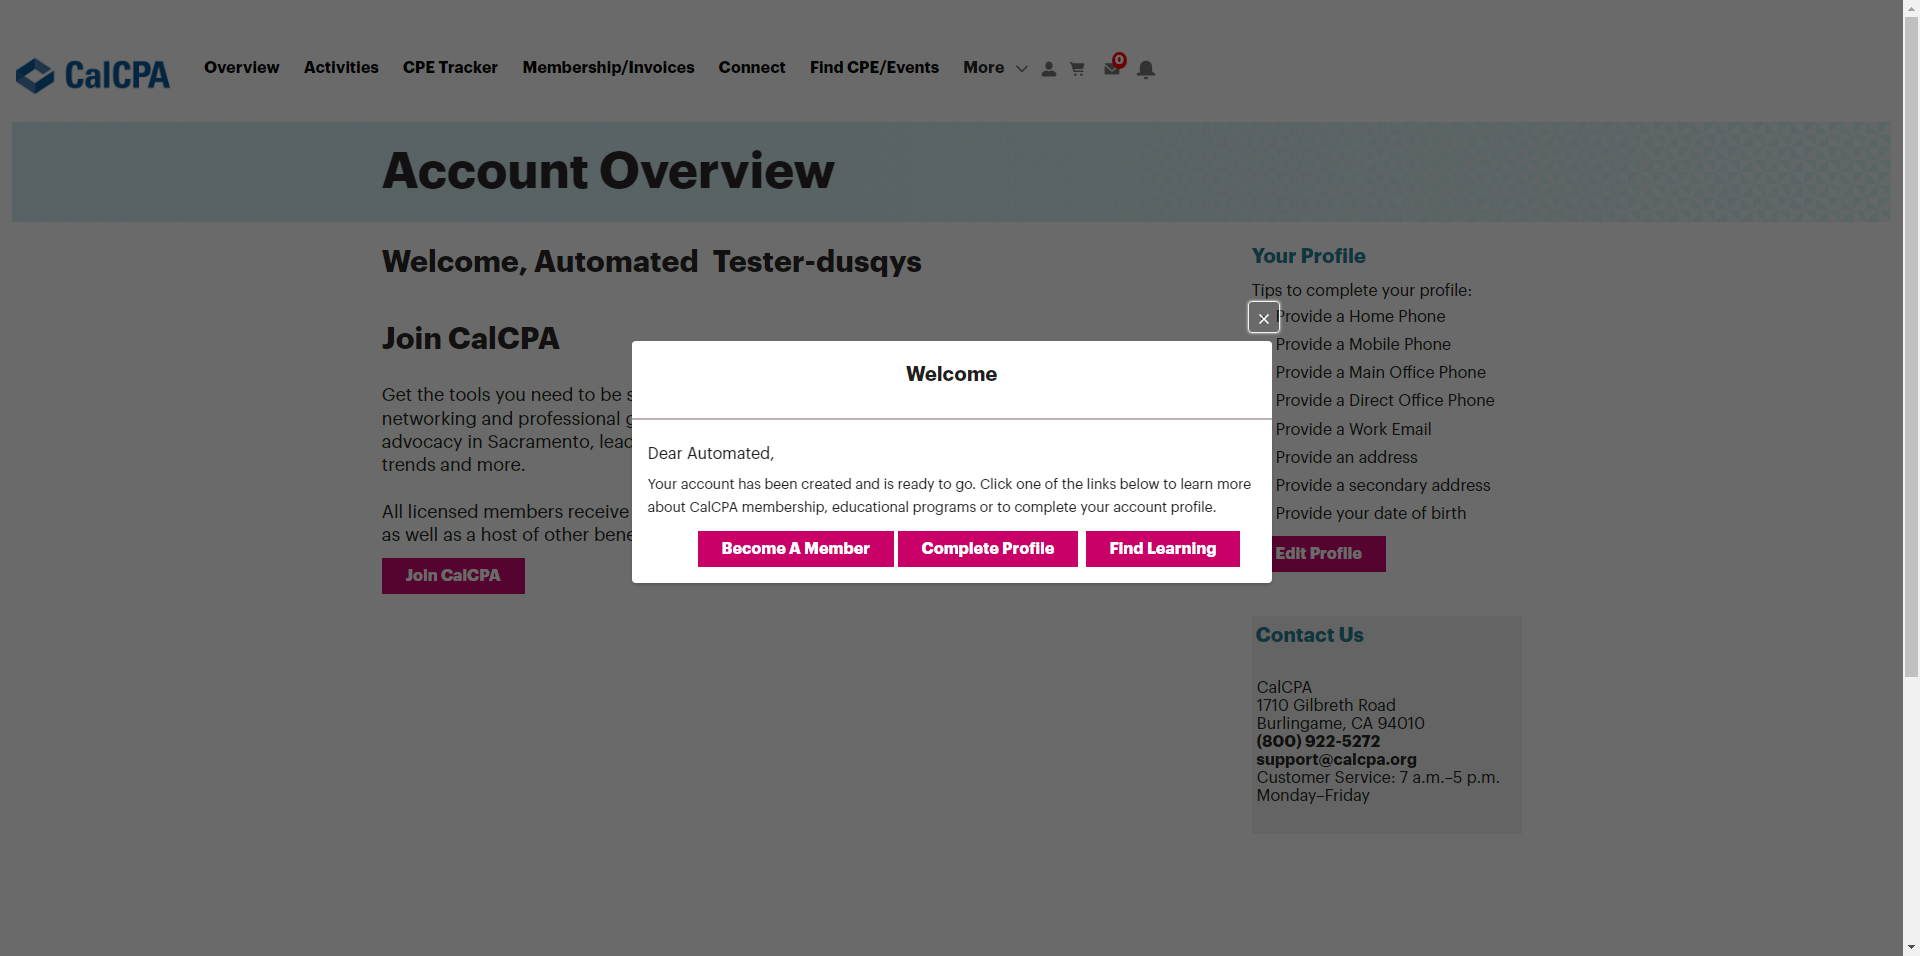 CalCPA
Overview
Activities
CPE Tracker
Membership/Invoices
Connect
Find CPE/Events
More
0
Account Overview
Welcome, Automated Tester-dusqys
Join CalCPA
Get the tools you need to be
networking and professional
advocacy in Sacramento,
trends and more.
All licensed members receive
as well as a host of other
Join CalCPA
Welcome
Dear Automated,
Your account has been created and is ready to go. Click one of the links below to learn more
about CalCPA membership, educational programs or to complete your account profile.
Become A Member
Complete Profile
Find Learning
Your Profile
Tips to complete your profile:
Provide a Home Phone
Provide a Mobile Phone
Provide a Main Office Phone
Provide a Direct Office Phone
Provide a Work Email
Provide an address
Provide a secondary address
Provide your date of birth
Edit Profile
Contact Us
CalCPA
1710 Gilbreth Road
Burlingame, CA 94010
(800) 922-5272
support@calcpa.org
Customer Service: 7 a.m.–5 p.m.
Monday–Friday